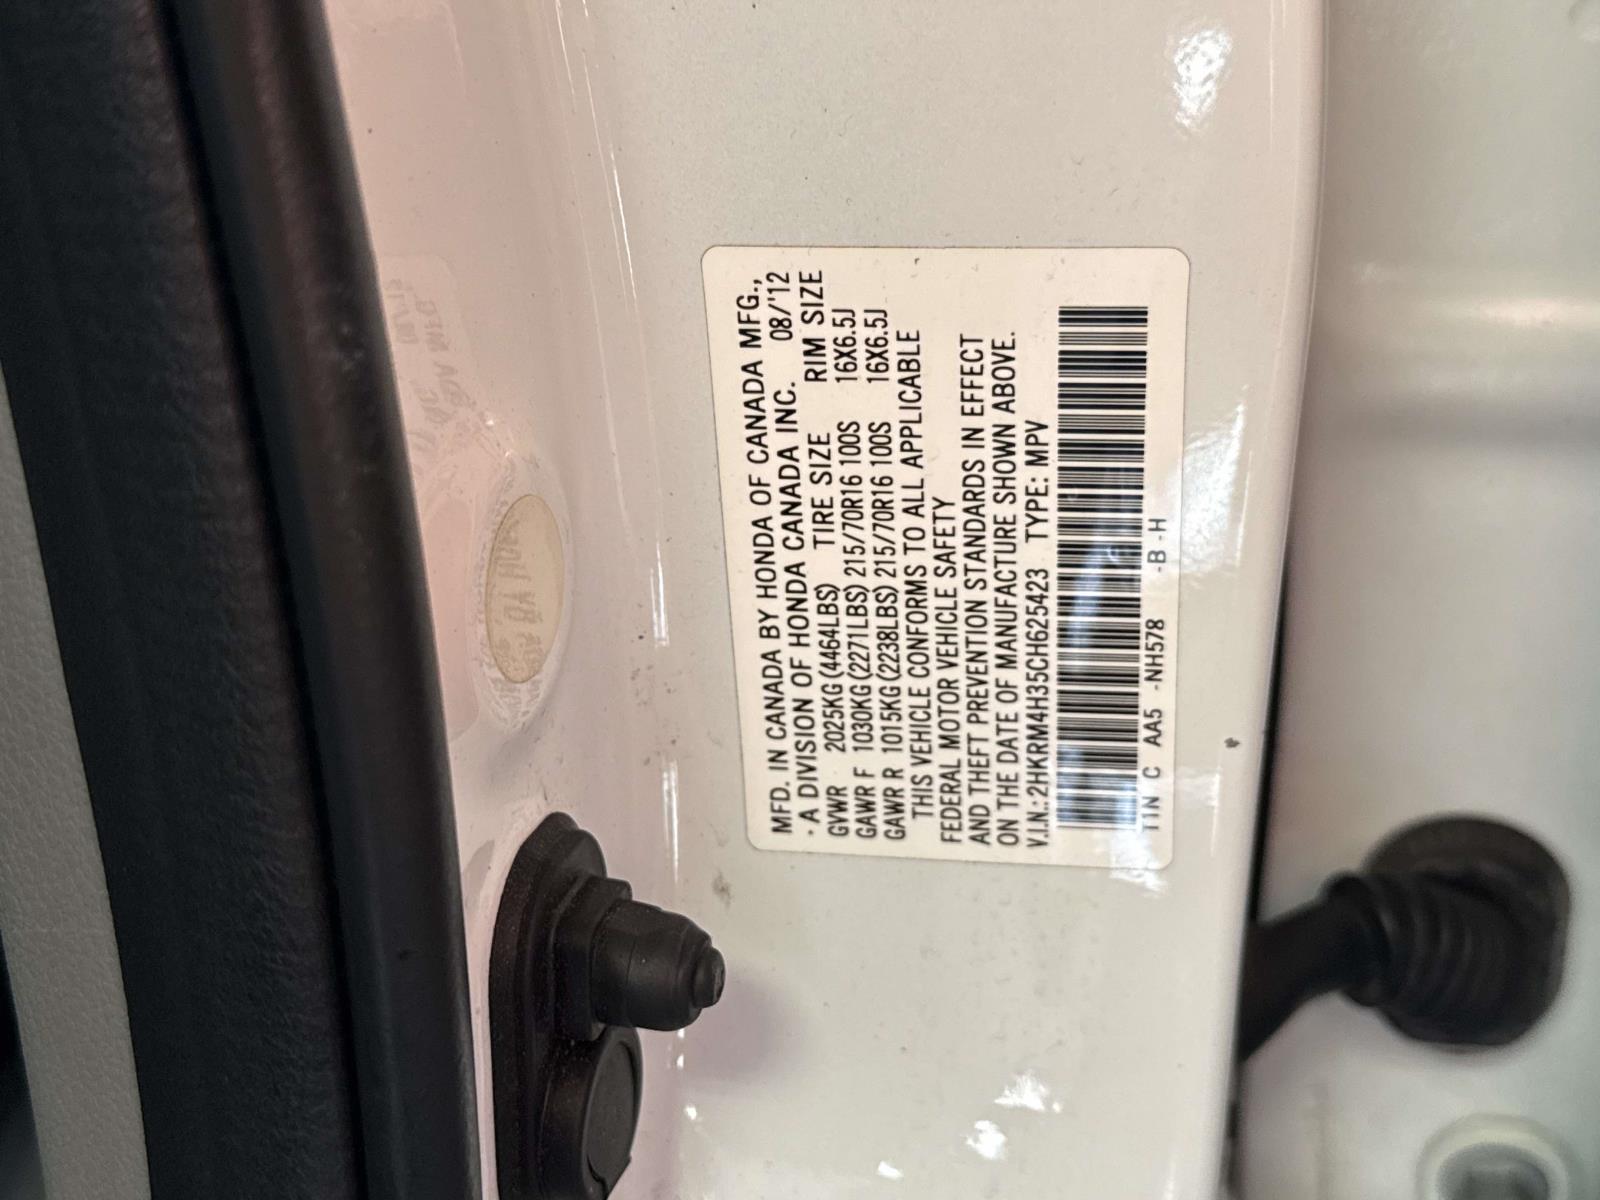 MFD. IN CANADA BY HONDA OF CANADA MFG.,
A DIVISION OF HONDA CANADA INC. 08/'12
GVWR 2025KG(4464LBS) TIRE SIZE RIM SIZE
GAWR F 1030KG(2271LBS) 215/70R16 100S 16X6.5J
GAWR R 1015KG(2238LBS) 215/70R16 100S 16X6.5J
THIS VEHICLE CONFORMS TO ALL APPLICABLE
FEDERAL MOTOR VEHICLE SAFETY
AND THEFT PREVENTION STANDARDS IN EFFECT
ON THE DATE OF MANUFACTURE SHOWN ABOVE.
V.I.N.:2HKRM4H35CH625423 TYPE: MPV
T1N C AA5 -NH578 -B -H